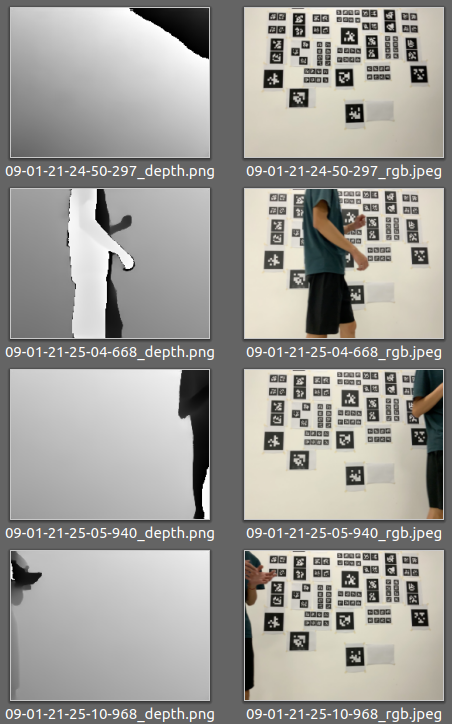 09-01-21-24-50-297_depth.png 09-01-21-24-50-297_rgb.jpeg
09-01-21-25-04-668_depth.png 09-01-21-25-04-668_rgb.jpeg
09-01-21-25-05-940_depth.png 09-01-21-25-05-940_rgb.jpeg
09-01-21-25-10-968_depth.png 09-01-21-25-10-968_rgb.jpeg